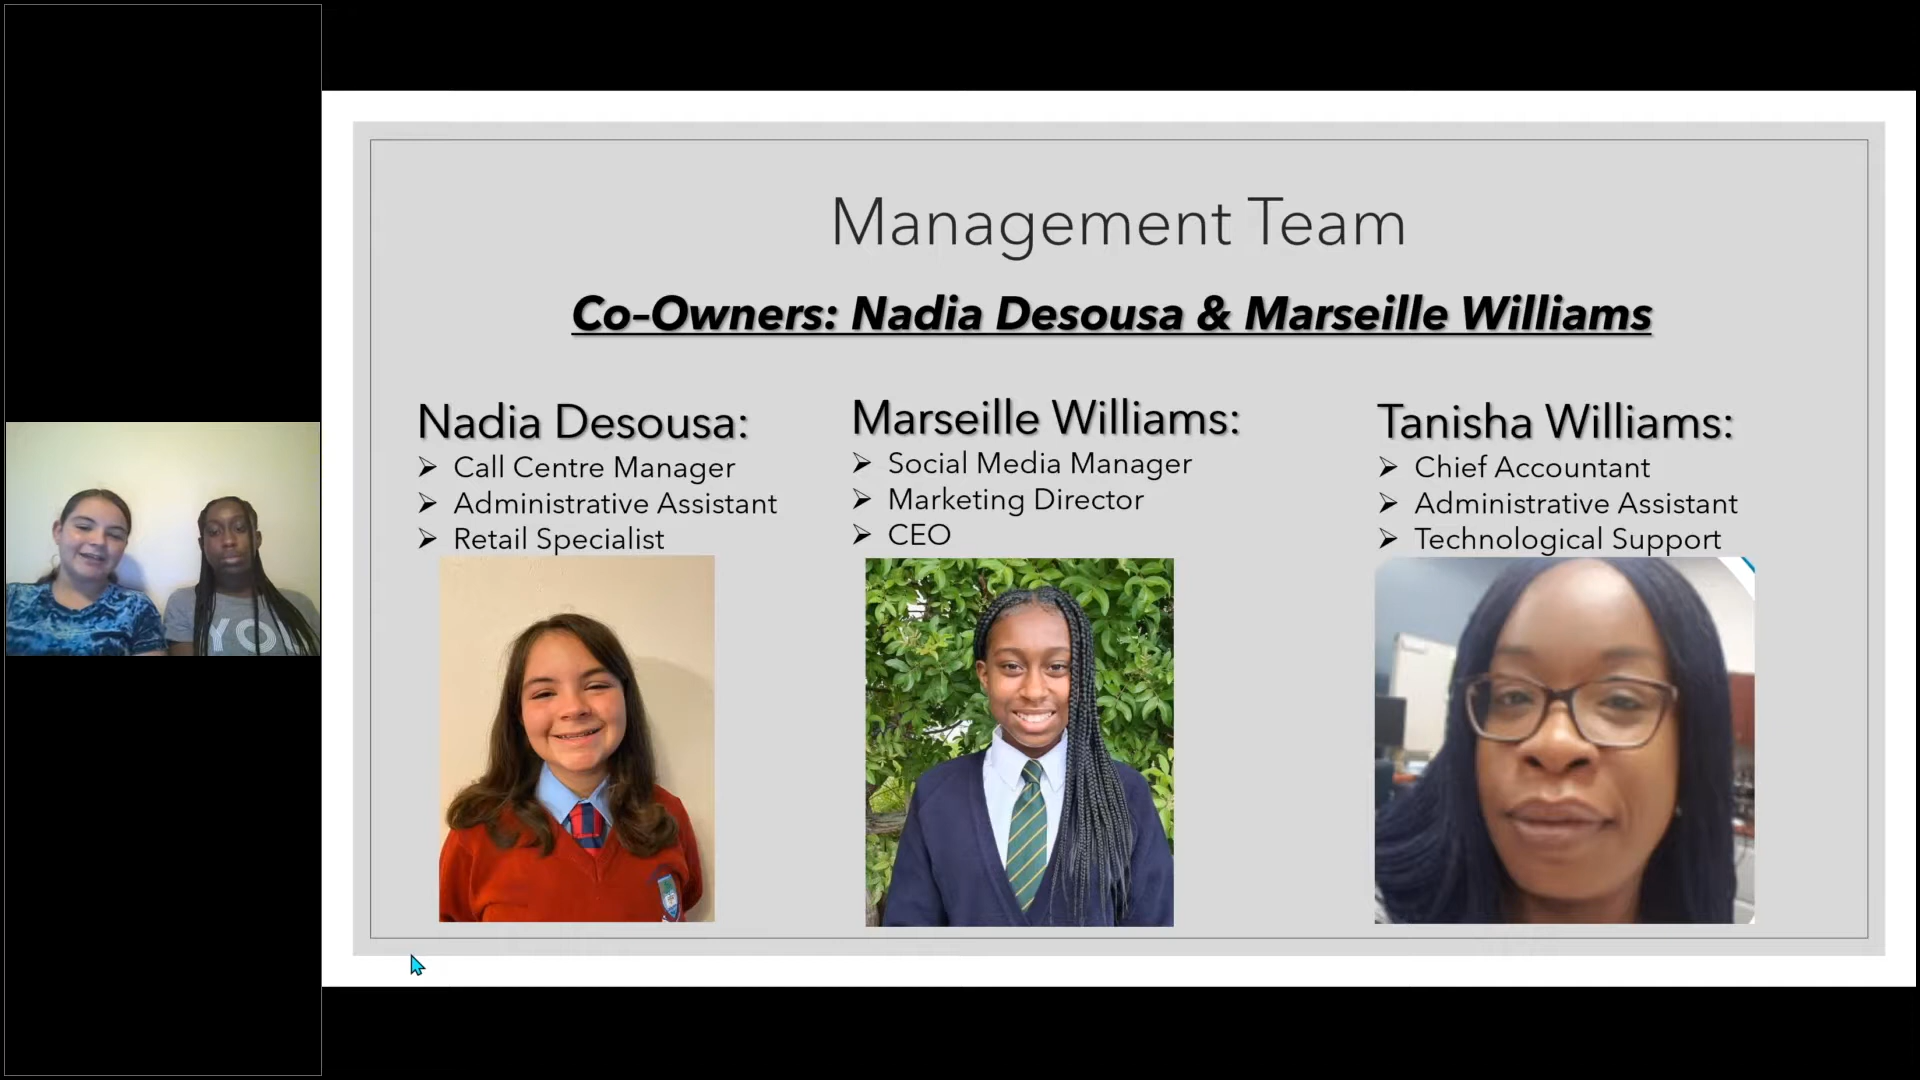 Management Team
Co-Owners: Nadia Desousa & Marseille Williams
Nadia Desousa:
Call Centre Manager
Administrative Assistant
Retail Specialist
Marseille Williams:
Social Media Manager
Marketing Director
CEO
Tanisha Williams:
Chief Accountant
Administrative Assistant
Technological Support
YOU